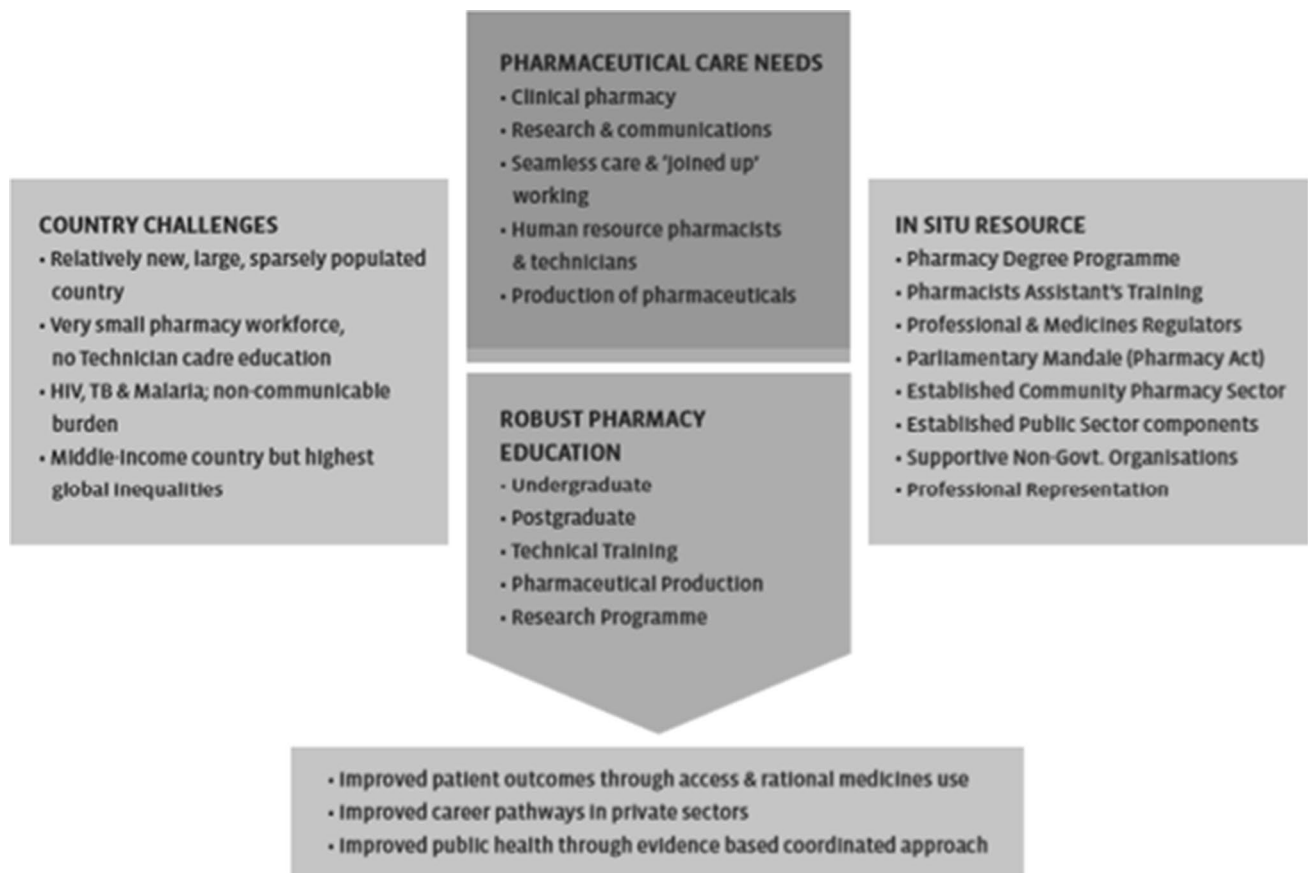 PHARMACEUTICAL CARE NEEDS
• Clinical pharmacy
• Research & communications
• Seamless care & 'joined up'
working
• Human resource pharmacists
& technicians
• Production of pharmaceuticals
COUNTRY CHALLENGES
• Relatively new, large, sparsely populated
country
• Very small pharmacy workforce,
no Technician cadre education
• HIV, TB & Malaria; non-communicable
burden
• Middle-income country but highest
global inequalities
IN SITU RESOURCE
• Pharmacy Degree Programme
• Pharmacists Assistant's Training
• Professional & Medicines Regulators
• Parliamentary Mandale (Pharmacy Act)
• Established Community Pharmacy Sector
• Established Public Sector components
• Supportive Non-Govt. Organisations
• Professional Representation
ROBUST PHARMACY
EDUCATION
- Undergraduate
• Postgraduate
• Technical Training
• Pharmaceutical Production
• Research Programme
• Improved patient outcomes through access & rational medicines use
• Improved career pathways in private sectors
• Improved public health through evidence based coordinated approach